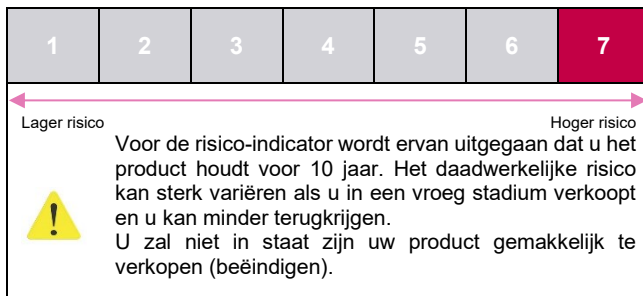 1 2 3 4 5 6 7
Lager risico Hoger risico
Voor de risico-indicator wordt ervan uitgegaan dat u het
product houdt voor 10 jaar. Het daadwerkelijke risico
kan sterk variëren als u in een vroeg stadium verkoopt
en u kan minder terugkrijgen.
U zal niet in staat zijn uw product gemakkelijk te
verkopen (beëindigen).